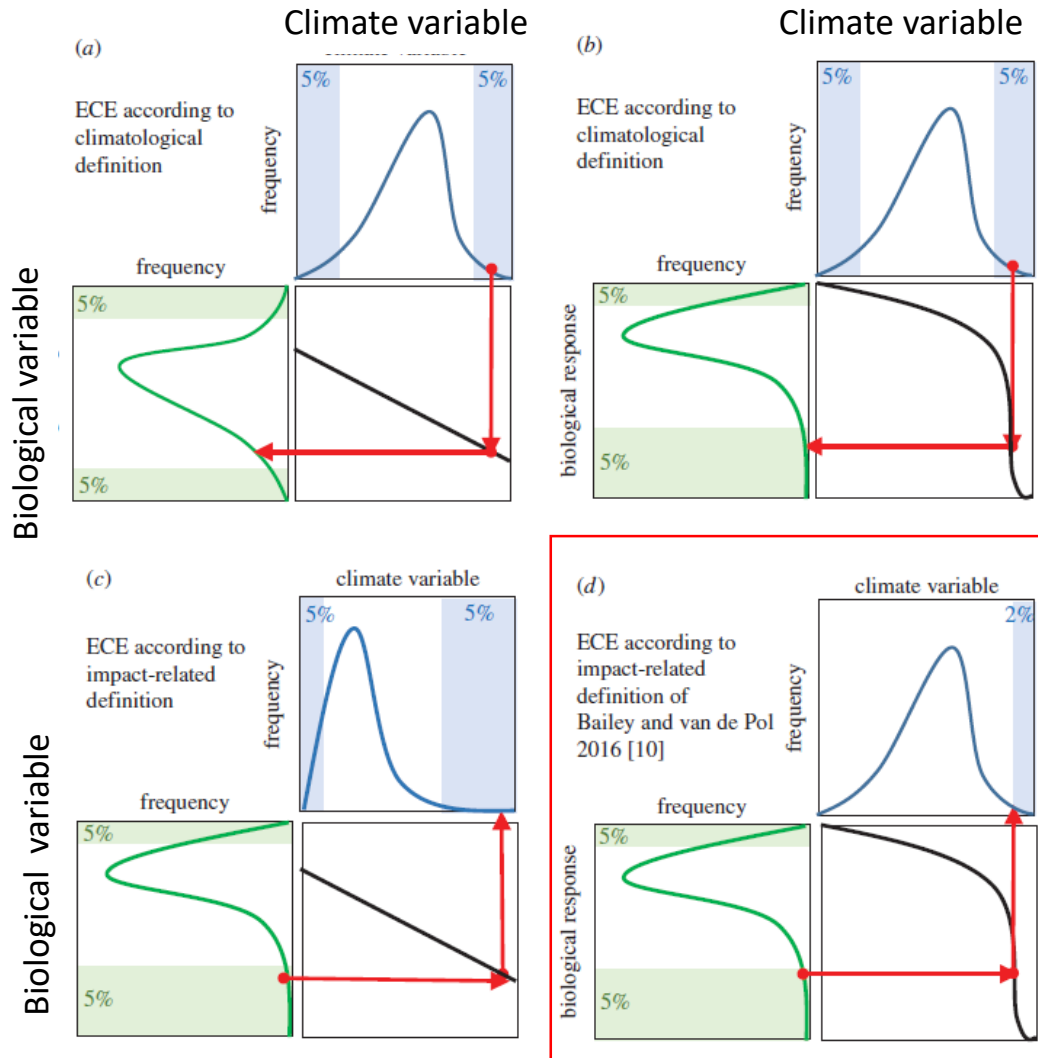 Climate variable
Climate variable
(a)
climate variable
5%
5%
ECE according to
climatological
definition
frequency
frequency
Biological variable
5%
5%
(b)
5%
5%
ECE according to
climatological
definition
frequency
frequency
biological response
5%
5%
(c)
climate variable
5%
5%
ECE according to
impact-related
definition
frequency
frequency
Biological variable
5%
5%
(d)
climate variable
2%
ECE according to
impact-related
definition of
Bailey and van de Pol
2016 [10]
frequency
frequency
biological response
5%
5%